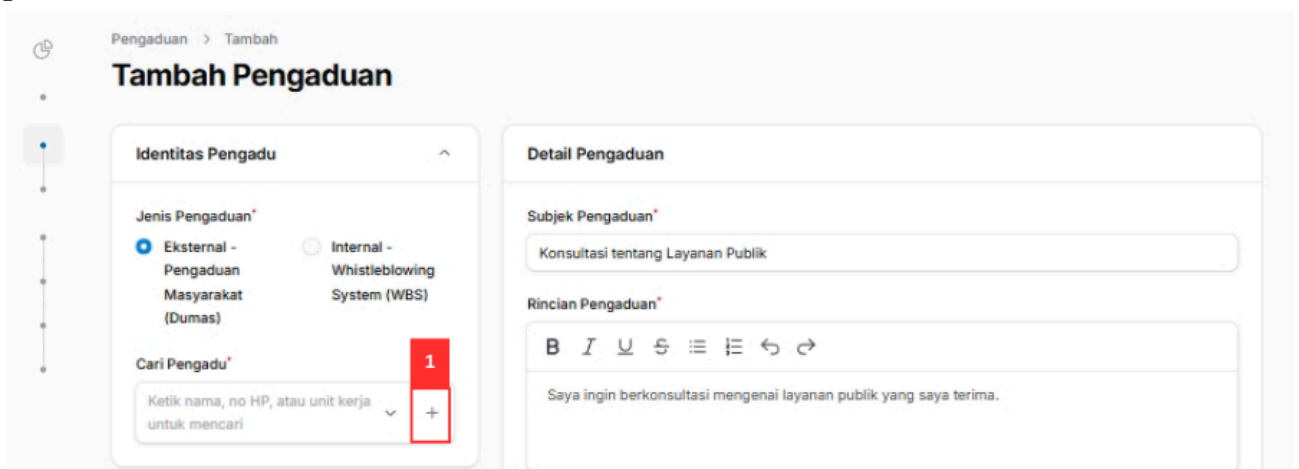 Pengaduan > Tambah
Tambah Pengaduan
Identitas Pengadu
Jenis Pengaduan*
Eksternal -
Pengaduan
Masyarakat
(Dumas)
Internal -
Whistleblowing
System (WBS)
Cari Pengadu*
1
Ketik nama, no HP, atau unit kerja
untuk mencari
+
Detail Pengaduan
Subjek Pengaduan*
Konsultasi tentang Layanan Publik
Rincian Pengaduan*
B I U S
Saya ingin berkonsultasi mengenai layanan publik yang saya terima.